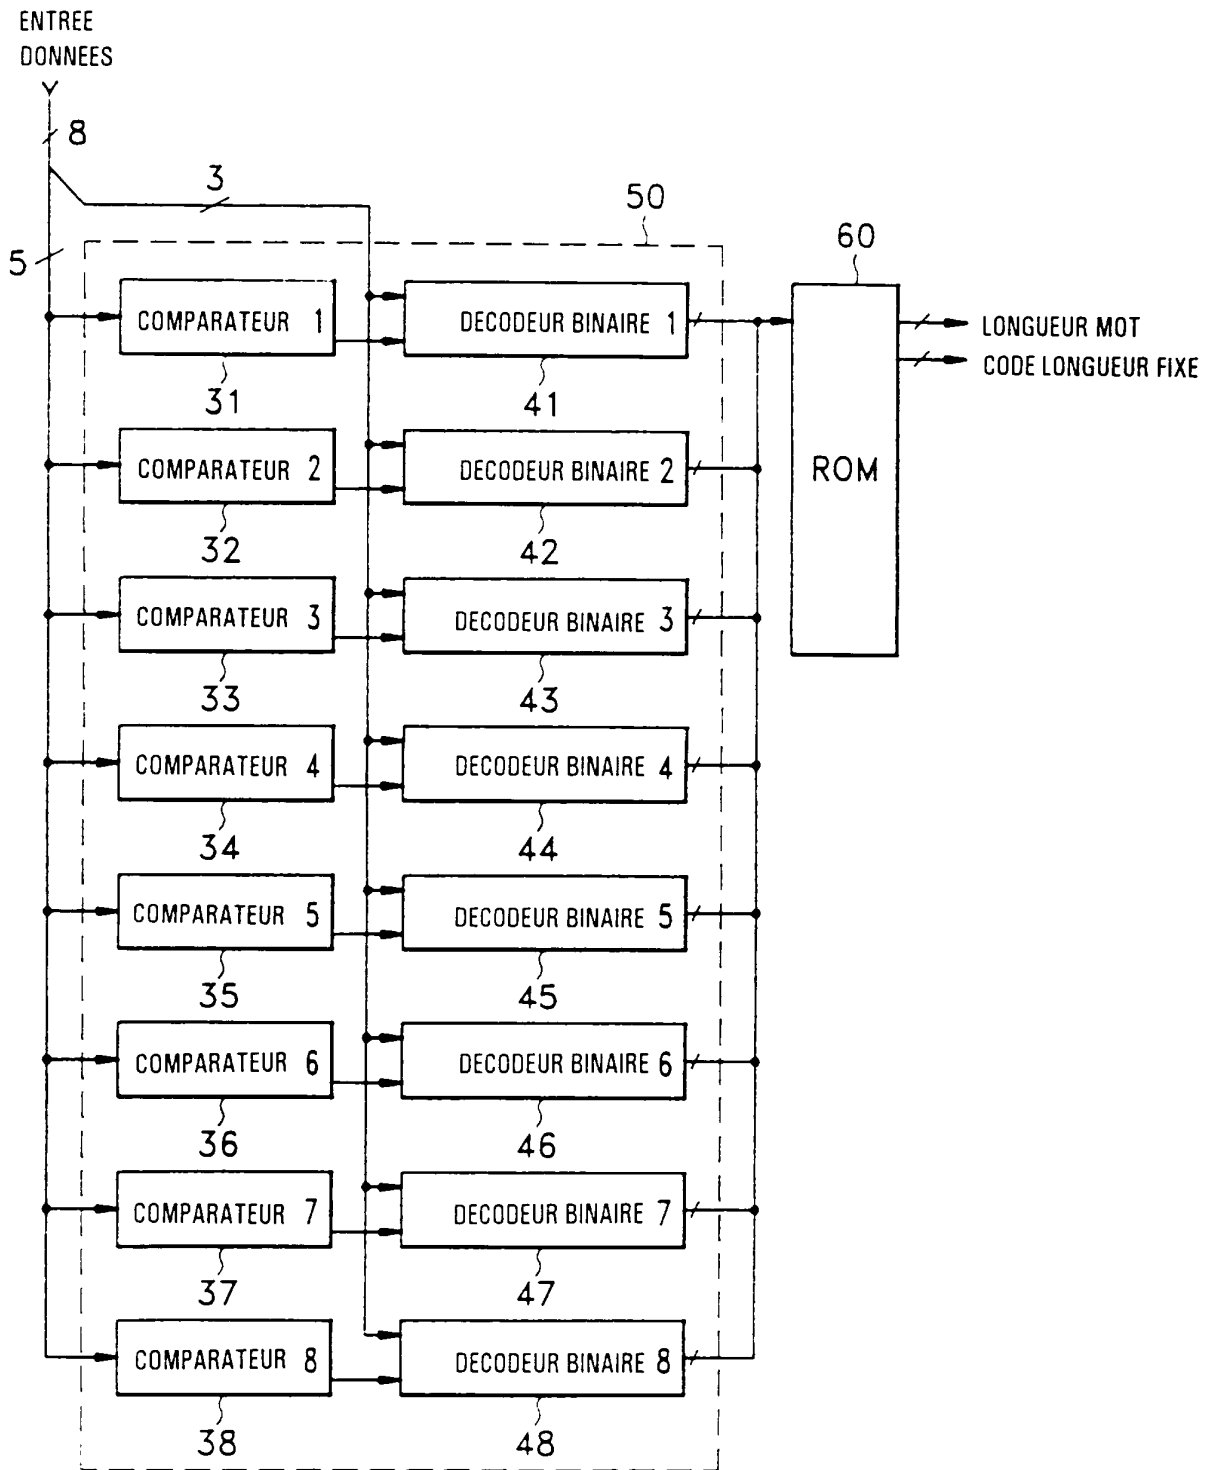 ENTREE
DONNEES
8
3
5
50
60
COMPARATEUR 1
DECODEUR BINAIRE 1
LONGUEUR MOT
CODE LONGUEUR FIXE
31
41
COMPARATEUR 2
DECODEUR BINAIRE 2
ROM
32
42
COMPARATEUR 3
DECODEUR BINAIRE 3
33
43
COMPARATEUR 4
DECODEUR BINAIRE 4
34
44
COMPARATEUR 5
DECODEUR BINAIRE 5
35
45
COMPARATEUR 6
DECODEUR BINAIRE 6
36
46
COMPARATEUR 7
DECODEUR BINAIRE 7
37
47
COMPARATEUR 8
DECODEUR BINAIRE 8
38
48